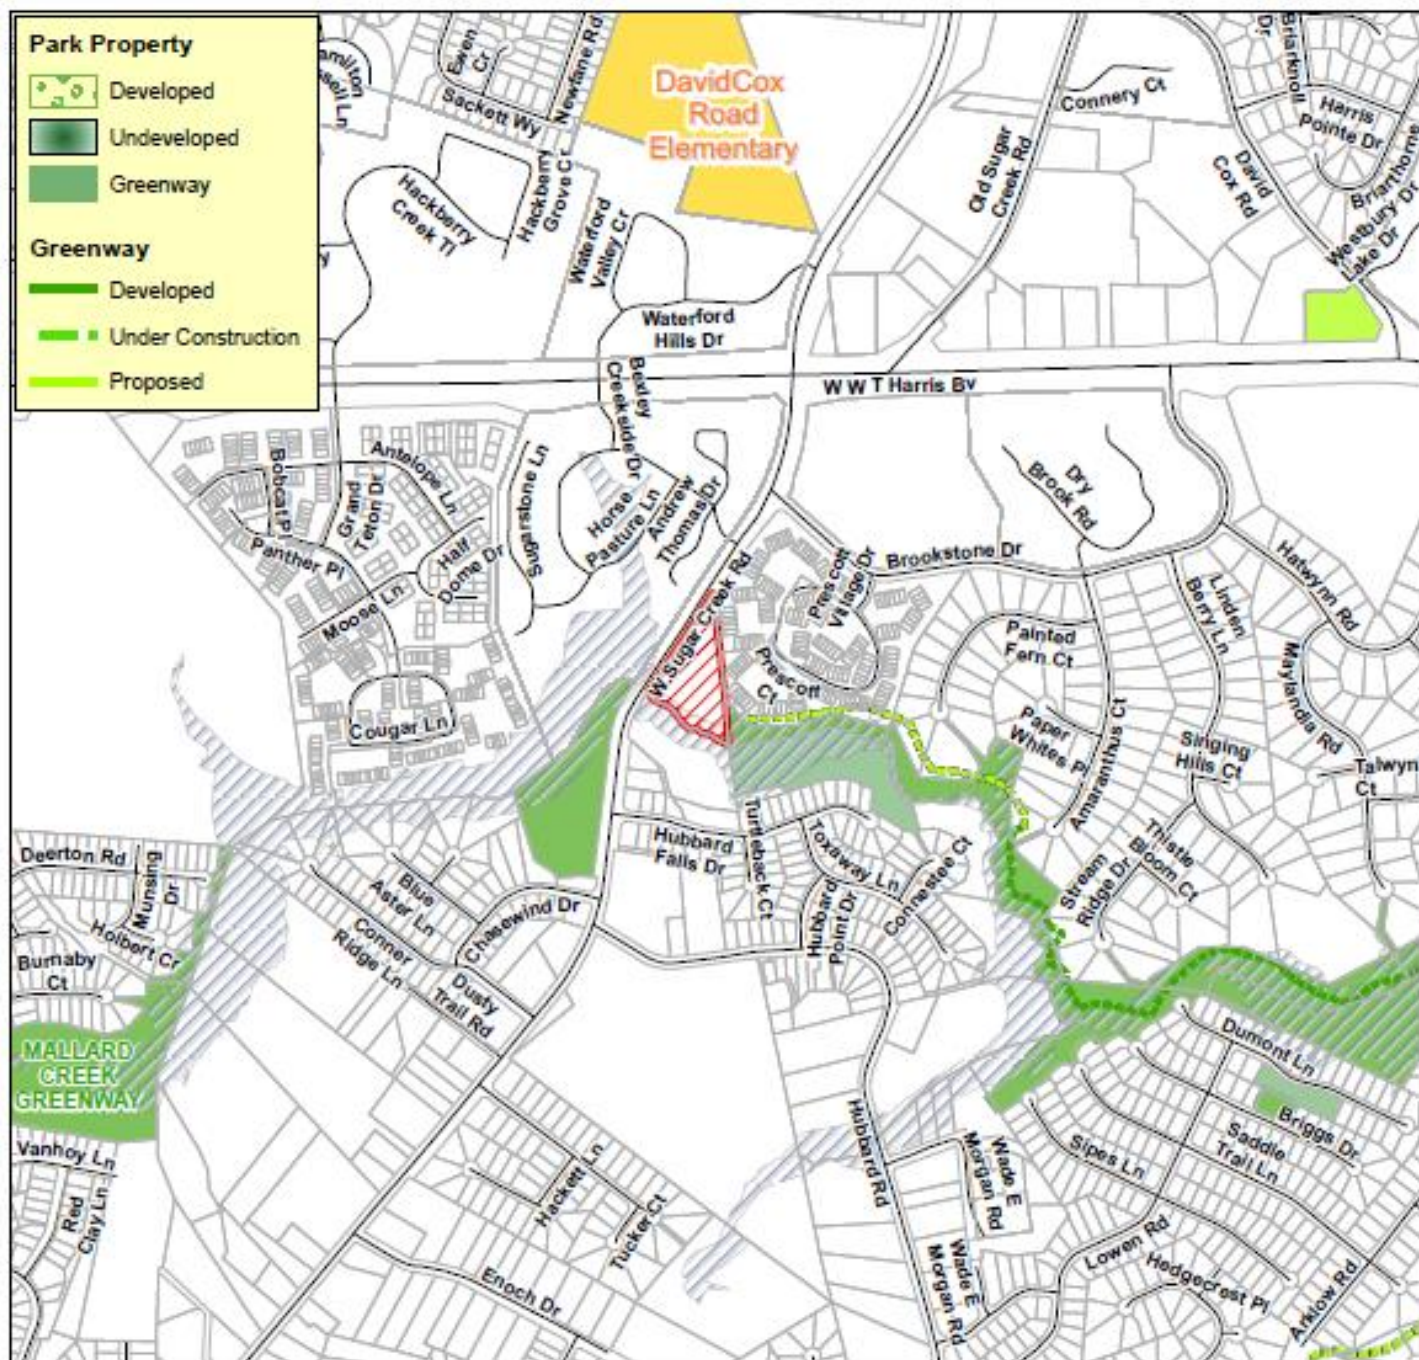 Park Property
Developed
Undeveloped
Greenway
Greenway
Developed
Under Construction
Proposed
Ewen
Cr
Sackett Wy
Newfane Rd
DavidCox
Road
Elementary
Hackberry
Creek Tl
Hackberry
Grove Cr
Waterford
Valley Cr
Waterford
Hills Dr
Connery Ct
Old Sugar
Creek Rd
David
Cox Rd
Dr
Briarknoll
Harris
Pointe Dr
Briarthorne
Dr
Westbury
Lake Dr
W W T Harris Bv
Bexley
Creekside Dr
Antelope Ln
Bobcat Pl
Grand
Teton Dr
Panther Pl
Half
Dome Dr
Moose Ln
Cougar Ln
Sugarstone Ln
Horse
Pasture Ln
Andrew
Thomas Dr
W.Sugar Creek Rd
Prescott
Village Dr
Prescott
Ct
Brookstone Dr
Dry
Brook Rd
Hatwynn Rd
Linden
Berry Ln
Painted
Fern Ct
Paper
Whites Pl
Amaranthus Ct
Maylandia Rd
Singing
Hills Ct
Talwyn
Ct
Thistle
Bloom Ct
Stream
Ridge Dr
Hubbard
Falls Dr
Turtleback Ct
Toxaway Ln
Connestee Ct
Hubbard
Point Dr
Deerton Rd
Munsing
Dr
Holbert Cr
Burnaby
Ct
Blue
Aster Ln
Conner
Ridge Ln
Chasewind Dr
Dusty
Trail Rd
MALLARD
CREEK
GREENWAY
Vanhoy Ln
Red
Clay Ln
Hackett Ln
Tucker Ct
Enoch Dr
Hubbard Rd
Wade E
Morgan Rd
Wade E
Morgan Rd
Dumont Ln
Briggs Dr
Saddle
Trail Ln
Sipes Ln
Lowen Rd
Hedgecrest Pl
Arklow Rd